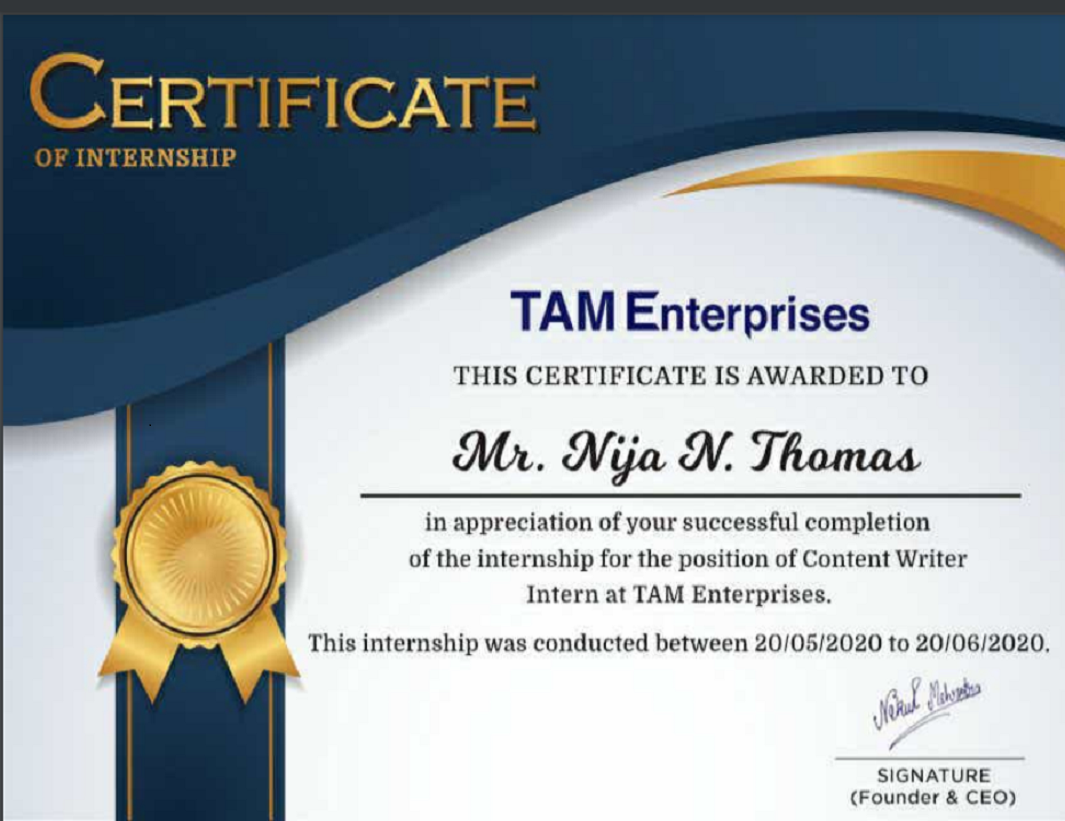 CERTIFICATE
OF INTERNSHIP
TAM Enterprises
THIS CERTIFICATE IS AWARDED TO
Mr. Nija N. Thomas
in appreciation of your successful completion
of the internship for the position of Content Writer
Intern at TAM Enterprises.
This internship was conducted between 20/05/2020 to 20/06/2020.
SIGNATURE
(Founder & CEO)